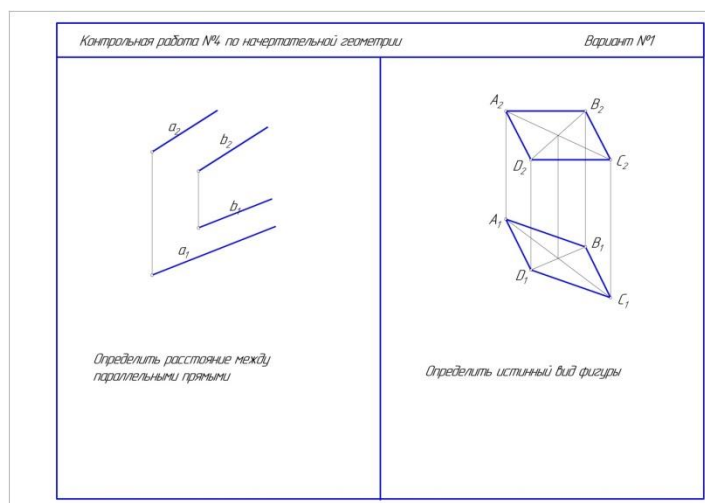 Контрольная работа №4 по начертательной геометрии
Вариант №1
a₂
b₂
b₁
a₁
A₂
B₂
D₂
C₂
A₁
B₁
D₁
C₁
Определить расстояние между
параллельными прямыми
Определить истинный вид фигуры